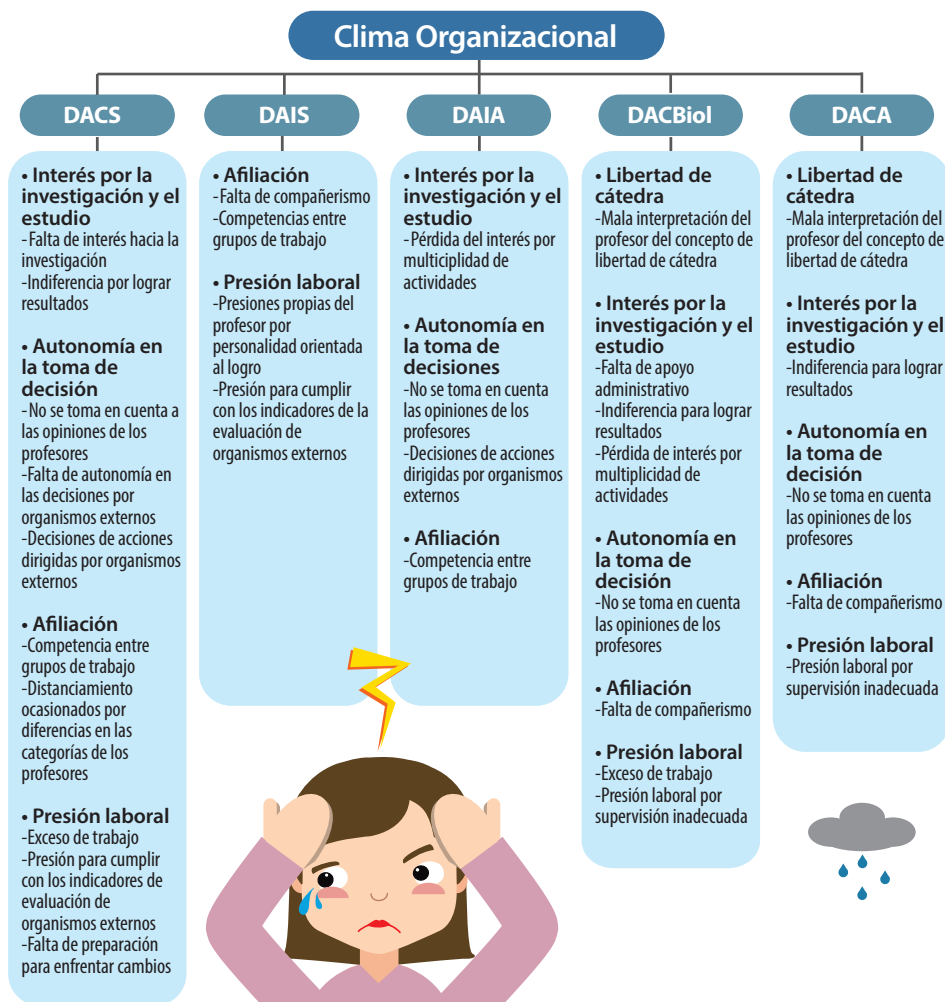 Clima Organizacional
DACS
• Interés por la
investigación y el
estudio
-Falta de interés hacia la
investigación
-Indiferencia por lograr
resultados
• Autonomía en
la toma de
decisión
-No se toma en cuenta a
las opiniones de los
profesores
-Falta de autonomía en
las decisiones por
organismos externos
-Decisiones de acciones
dirigidas por organismos
externos
• Afiliación
-Competencia entre
grupos de trabajo
-Distanciamiento
ocasionados por
diferencias en las
categorías de los
profesores
• Presión laboral
-Exceso de trabajo
-Presión para cumplir
con los indicadores de
evaluación de
organismos externos
-Falta de preparación
para enfrentar cambios
DAIS
• Afiliación
-Falta de compañerismo
-Competencias entre
grupos de trabajo
• Presión laboral
-Presiones propias del
profesor por
personalidad orientada
al logro
-Presión para cumplir
con los indicadores de la
evaluación de
organismos externos
DAIA
• Interés por la
investigación y el
estudio
-Pérdida del interés por
multiciplidad de
actividades
• Autonomía en
la toma de
decisiones
-No se toma en cuenta
las opiniones de los
profesores
-Decisiones de acciones
dirigidas por organismos
externos
• Afiliación
-Competencia entre
grupos de trabajo
DACBiol
• Libertad de
cátedra
-Mala interpretación del
profesor del concepto de
libertad de cátedra
• Interés por la
investigación y el
estudio
-Falta de apoyo
administrativo
-Indiferencia para lograr
resultados
-Pérdida de interés por
multiplicidad de
actividades
• Autonomía en
la toma de
decisión
-No se toma en cuenta
las opiniones de los
profesores
• Afiliación
-Falta de compañerismo
• Presión laboral
-Exceso de trabajo
-Presión laboral por
supervisión inadecuada
DACA
• Libertad de
cátedra
-Mala interpretación del
profesor del concepto de
libertad de cátedra
• Interés por la
investigación y el
estudio
-Indiferencia para lograr
resultados
• Autonomía en
la toma de
decisión
-No se toma en cuenta
las opiniones de los
profesores
• Afiliación
-Falta de compañerismo
• Presión laboral
-Presión laboral por
supervisión inadecuada